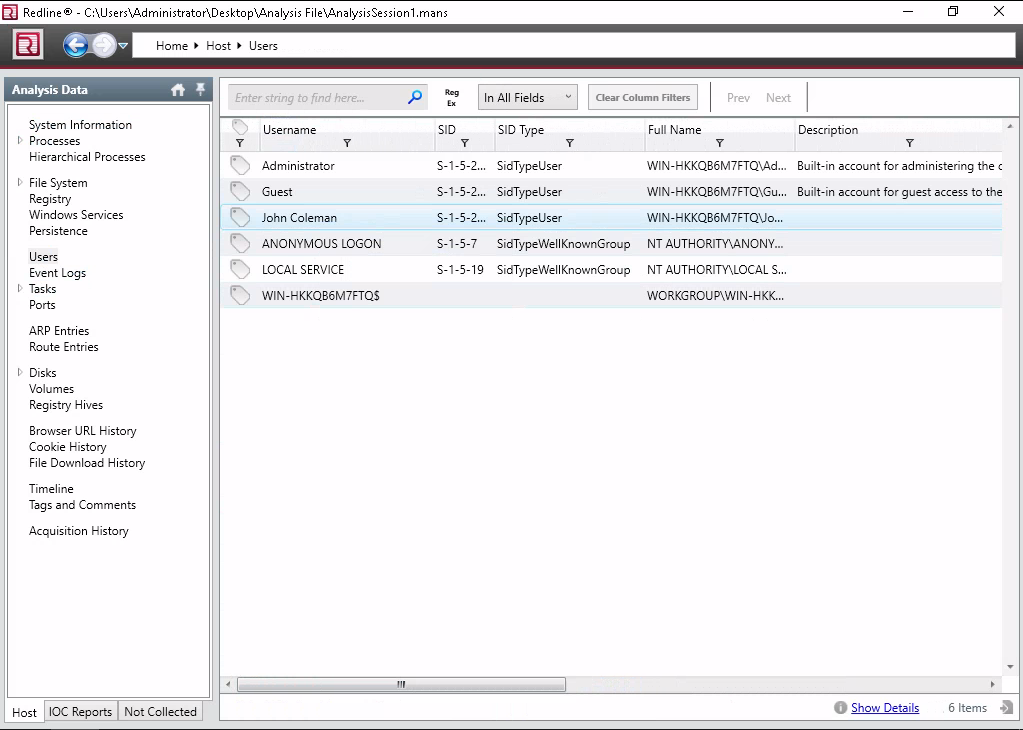 Redline® - C:\Users\Administrator\Desktop\Analysis File\AnalysisSession1.mans
Home Host Users
Analysis Data
System Information
Processes
Hierarchical Processes
File System
Registry
Windows Services
Persistence
Users
Event Logs
Tasks
Ports
ARP Entries
Route Entries
Disks
Volumes
Registry Hives
Browser URL History
Cookie History
File Download History
Timeline
Tags and Comments
Acquisition History
Host IOC Reports Not Collected
Enter string to find here... Reg Ex In All Fields Clear Column Filters Prev Next
Username SID SID Type Full Name Description
Administrator S-1-5-2... SidTypeUser WIN-HKKQB6M7FTQ\Ad... Built-in account for administering the c
Guest S-1-5-2... SidTypeUser WIN-HKKQB6M7FTQ\Gu... Built-in account for guest access to the
John Coleman S-1-5-2... SidTypeUser WIN-HKKQB6M7FTQ\Jo...
ANONYMOUS LOGON S-1-5-7 SidTypeWellKnownGroup NT AUTHORITY\ANONY...
LOCAL SERVICE S-1-5-19 SidTypeWellKnownGroup NT AUTHORITY\LOCAL S...
WIN-HKKQB6M7FTQ$ WORKGROUP\WIN-HKK...
Show Details 6 Items